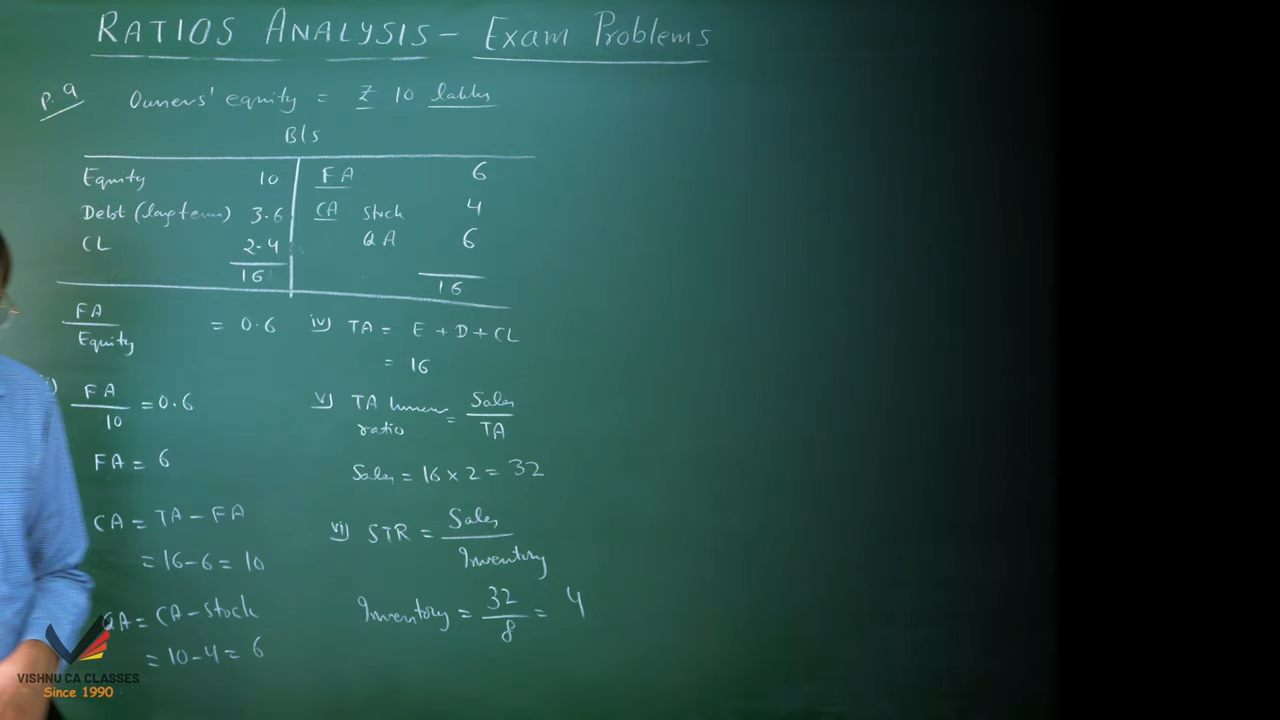 RATIOS ANALYSIS - Exam Problems
P. 9 Owners' equity = ₹ 10 lakhs
B/s
Equity 10 FA 6
Debt (long term) 3.6 CA stock 4
CL 2.4 QA 6
16 16
FA / Equity = 0.6
FA / 10 = 0.6
FA = 6
CA = TA - FA
= 16 - 6 = 10
QA = CA - stock
= 10 - 4 = 6
iv) TA = E + D + CL
= 16
v) TA turnover ratio = Sales / TA
Sales = 16 x 2 = 32
vi) STR = Sales / Inventory
Inventory = 32 / 8 = 4
VISHNU CA CLASSES
Since 1990